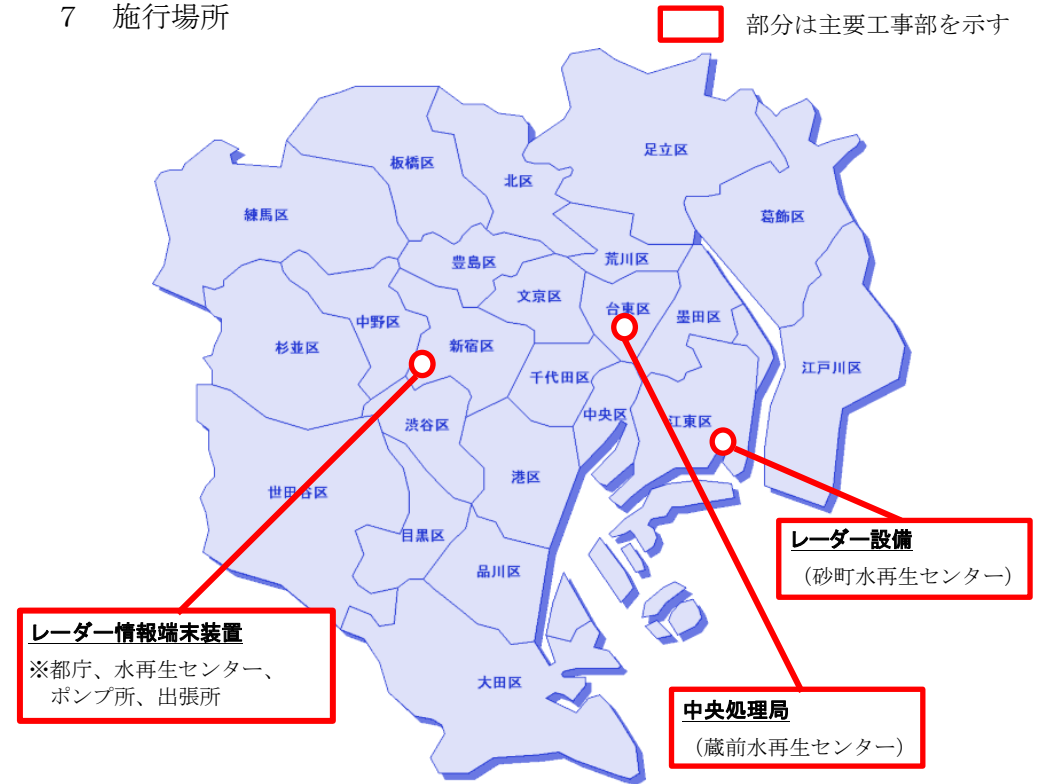 7 施行場所
部分は主要工事部を示す
足立区
板橋区
北区
葛飾区
練馬区
荒川区
豊島区
文京区
台東区
墨田区
中野区
杉並区
新宿区
江戸川区
千代田区
中央区
江東区
渋谷区
港区
世田谷区
目黒区
品川区
大田区
レーダー設備
(砂町水再生センター)
レーダー情報端末装置
※都庁、水再生センター、
ポンプ所、出張所
中央処理局
(蔵前水再生センター)